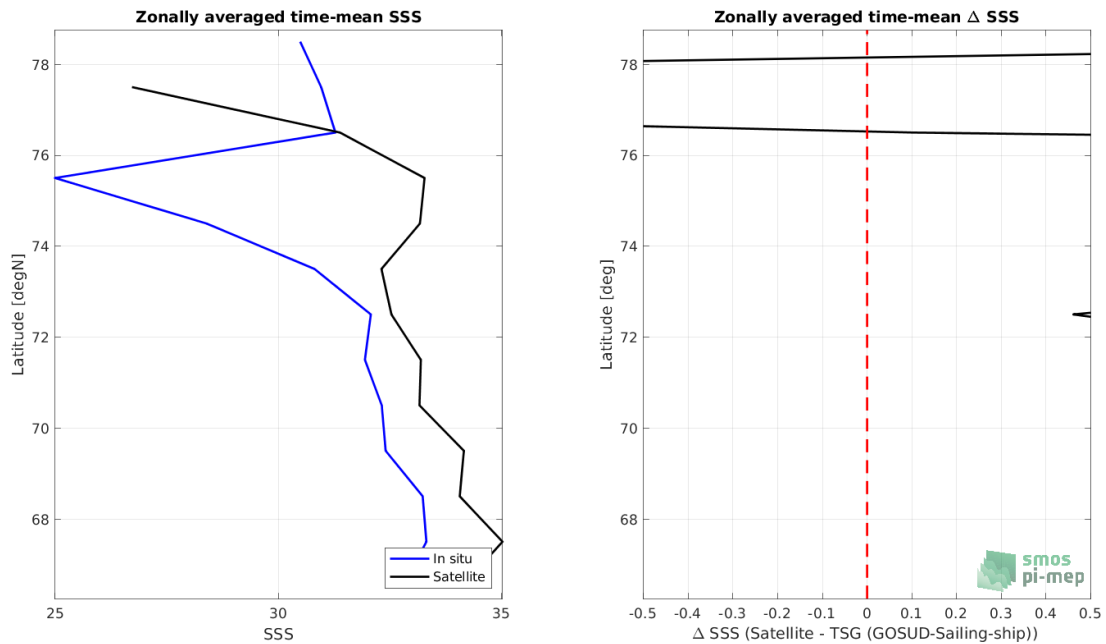 Zonally averaged time-mean SSS
78
76
74
72
70
68
Latitude [degN]
25
30
35
SSS
In situ
Satellite
Zonally averaged time-mean Δ SSS
78
76
74
72
70
68
Latitude [deg]
-0.5
-0.4
-0.3
-0.2
-0.1
0
0.1
0.2
0.3
0.4
0.5
Δ SSS (Satellite - TSG (GOSUD-Sailing-ship))
smos
pi-mep